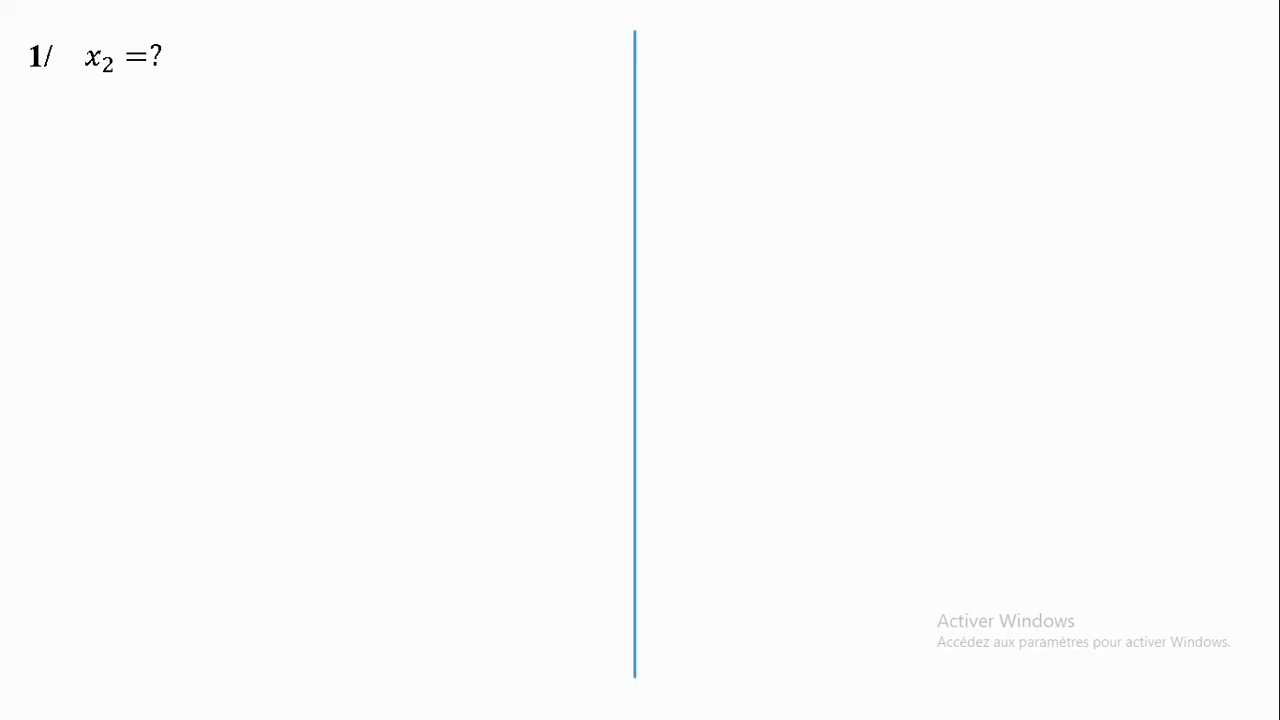 1/ x₂ =?
Activer Windows
Accédez aux paramètres pour activer Windows.